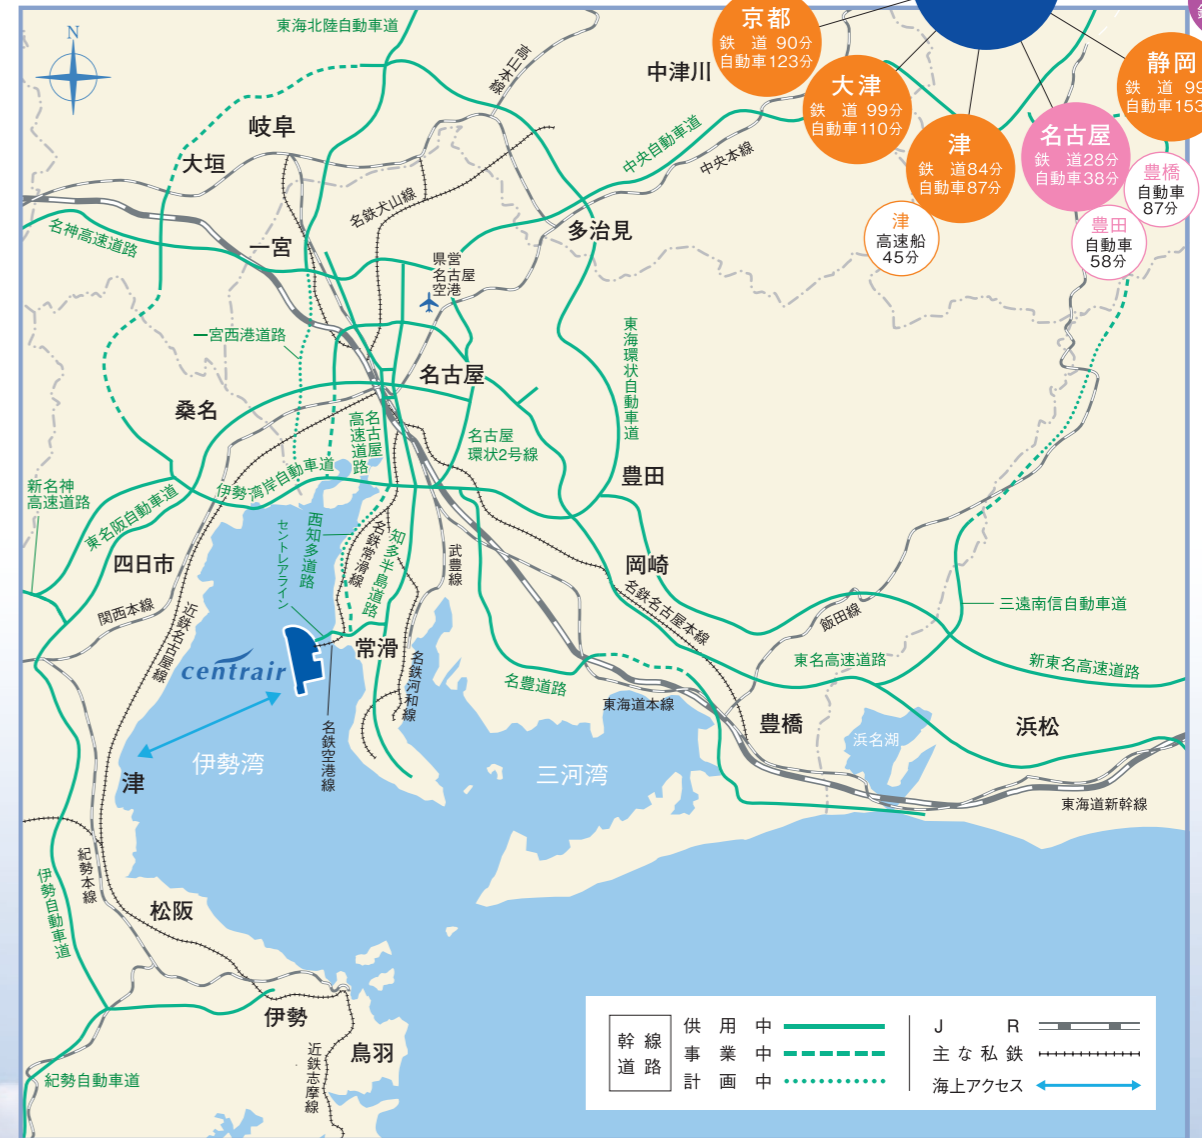 京都
鉄 道 90分
自動車123分
大津
鉄 道 99分
自動車110分
津
鉄 道84分
自動車87分
津
高速船
45分
名古屋
鉄 道28分
自動車38分
豊橋
自動車
87分
豊田
自動車
58分
静岡
鉄 道 99
自動車153
N
東海北陸自動車道
高山本線
中津川
岐阜
大垣
中央自動車道
中央本線
名鉄犬山線
名神高速道路
一宮
多治見
県営
名古屋
空港
一宮西港道路
東海環状自動車道
名古屋
桑名
名古屋
高速道路
名古屋
環状2号線
豊田
新名神
高速道路
東名阪自動車道
伊勢湾岸自動車道
西知多道路
セントレアライン
名鉄常滑線
知多半島道路
武豊線
四日市
岡崎
名鉄名古屋本線
関西本線
近鉄名古屋線
飯田線
三遠南信自動車道
centrair
常滑
名鉄河和線
東名高速道路
新東名高速道路
名豊道路
東海道本線
豊橋
浜松
浜名湖
名鉄空港線
伊勢湾
三河湾
津
東海道新幹線
紀勢本線
伊勢自動車道
松阪
伊勢
鳥羽
近鉄志摩線
紀勢自動車道
幹線
道路
供用中
事業中
計画中
JR
主な私鉄
海上アクセス